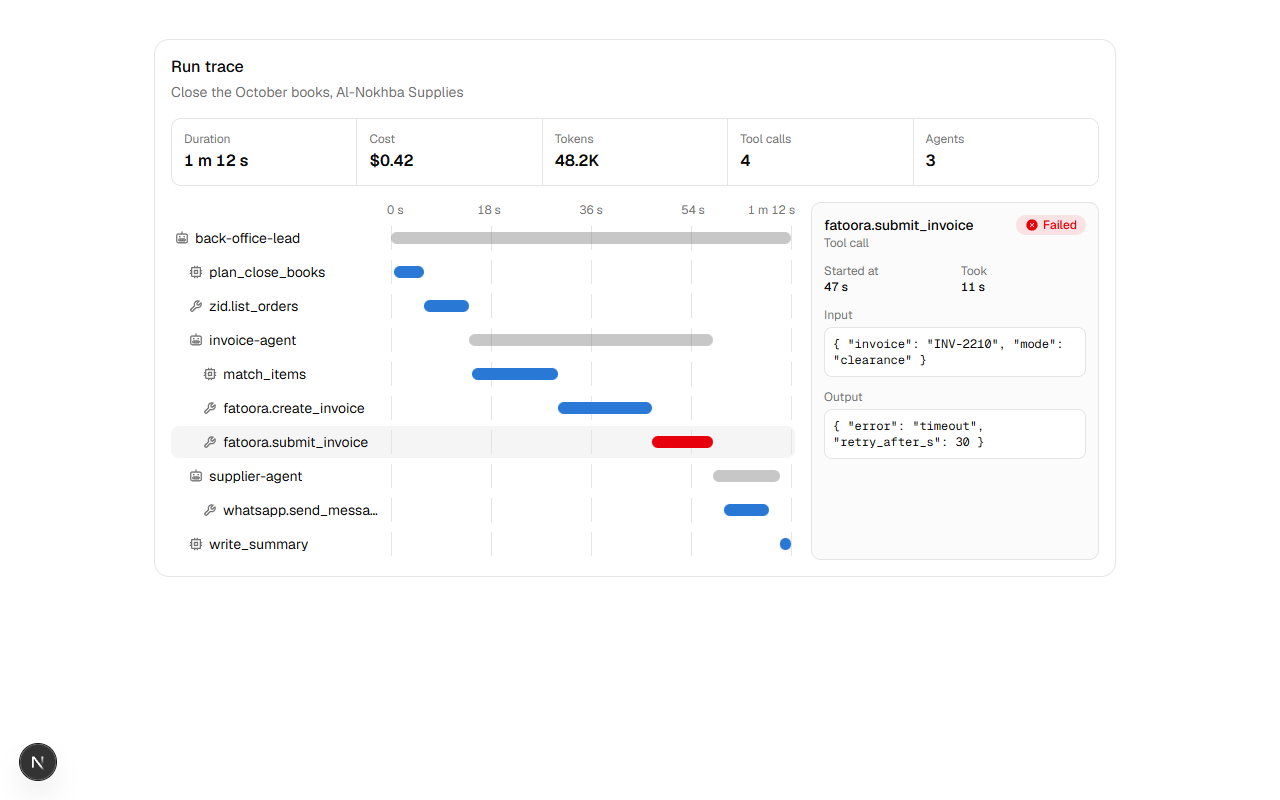 Run trace
Close the October books, Al-Nokhba Supplies
Duration
1 m 12 s
Cost
$0.42
Tokens
48.2K
Tool calls
4
Agents
3
0 s 18 s 36 s 54 s 1 m 12 s
back-office-lead
plan_close_books
zid.list_orders
invoice-agent
match_items
fatoora.create_invoice
fatoora.submit_invoice
supplier-agent
whatsapp.send_messa…
write_summary
fatoora.submit_invoice
Failed
Tool call
Started at
47 s
Took
11 s
Input
{ "invoice": "INV-2210", "mode":
"clearance" }
Output
{ "error": "timeout",
"retry_after_s": 30 }
N